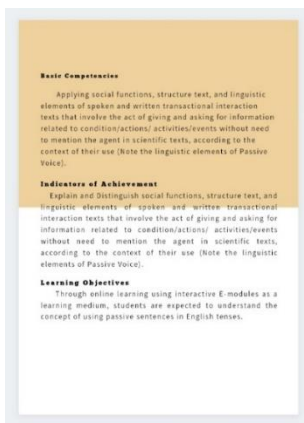 Basic Competencies
Applying social functions, structure text, and linguistic
elements of spoken and written transactional interaction
texts that involve the act of giving and asking for information
related to condition/actions/ activities/events without need
to mention the agent in scientific texts, according to the
context of their use (Note the linguistic elements of Passive
Voice).
Indicators of Achievement
Explain and Distinguish social functions, structure text, and
linguistic elements of spoken and written transactional
interaction texts that involve the act of giving and asking for
information related to condition/actions/ activities/events
without need to mention the agent in scientific texts,
according to the context of their use (Note the linguistic
elements of Passive Voice).
Learning Objectives
Through online learning using interactive E-modules as a
learning medium, students are expected to understand the
concept of using passive sentences in English tenses.